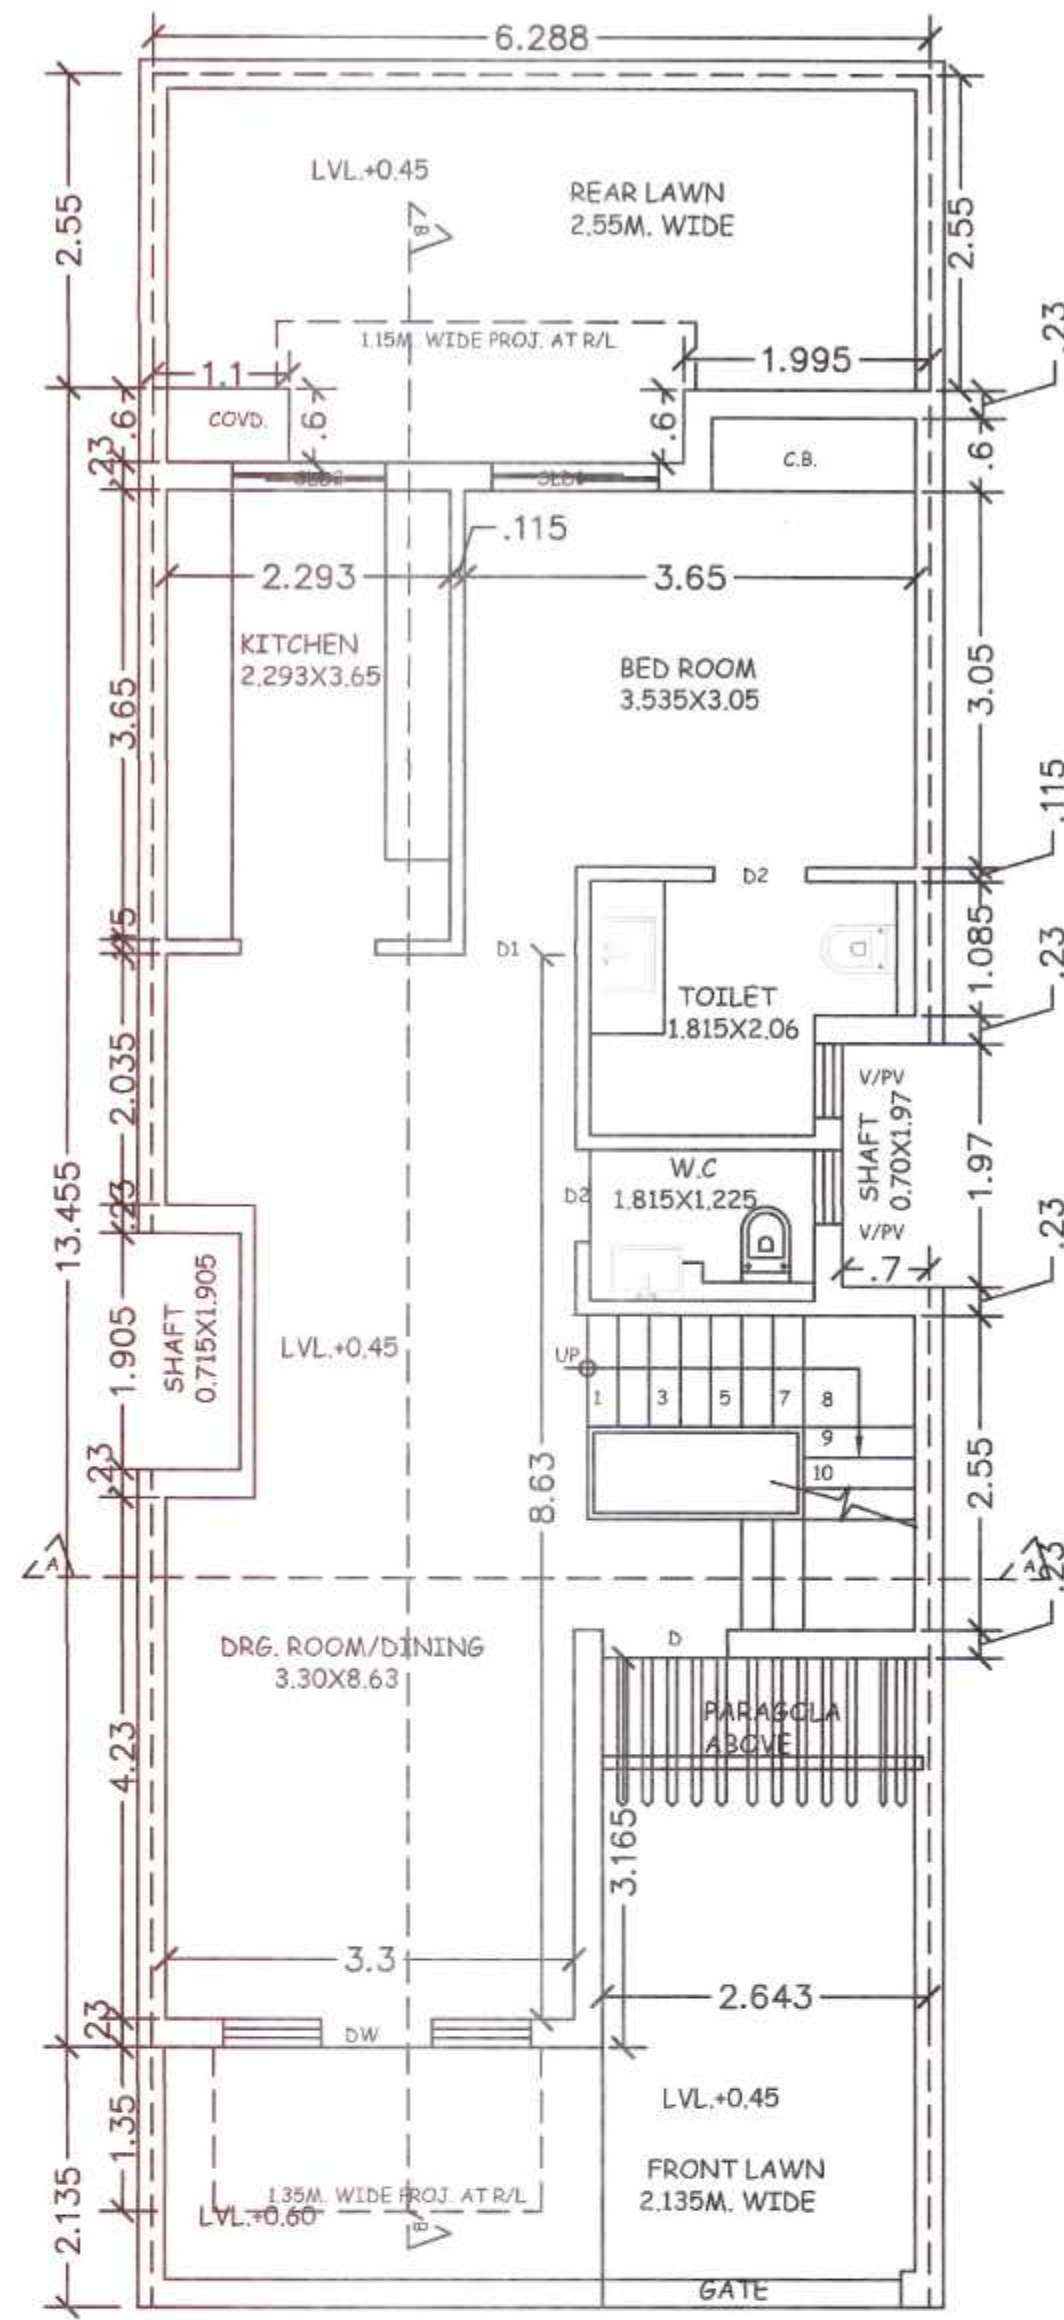 6.288
2.55
LVL.+0.45
REAR LAWN
2.55M. WIDE
2.55
B
1.15M. WIDE PROJ. AT R/L
.23
1.1
1.995
.6
COVD.
.6
.6
C.B.
.6
.23
.115
2.293
3.65
KITCHEN
2.293X3.65
BED ROOM
3.535X3.05
3.65
3.05
.115
D2
D1
1.085
.23
TOILET
1.815X2.06
2.035
V/PV
SHAFT
0.70X1.97
1.97
13.455
W.C
1.815X1.225
D2
V/PV
.7
.23
.23
1.905
SHAFT
0.715X1.905
LVL.+0.45
UP
1
3
5
7
8
9
10
.23
8.63
2.55
A
A
.23
DRG. ROOM/DINING
3.30X8.63
D
PARAGOLA
ABOVE
4.23
3.165
3.3
2.643
.23
DW
LVL.+0.45
1.35
2.135
FRONT LAWN
2.135M. WIDE
1.35M. WIDE PROJ. AT R/L
LVL.+0.60
B
GATE